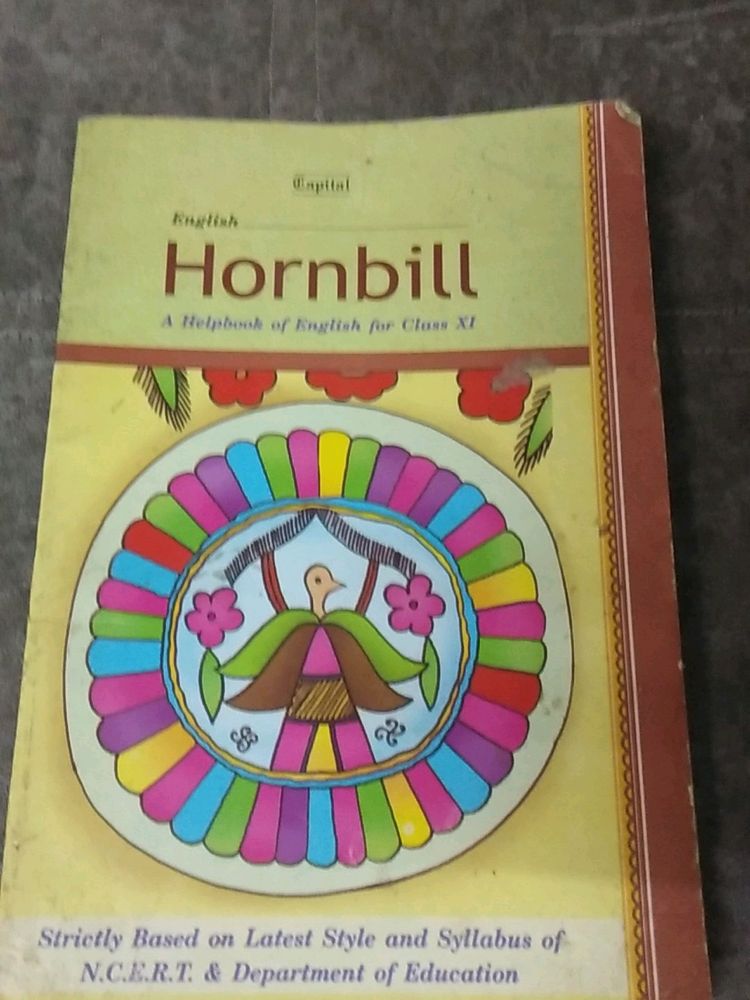 Capital
English
Hornbill
A Helpbook of English for Class XI
Strictly Based on Latest Style and Syllabus of
N.C.E.R.T. & Department of Education